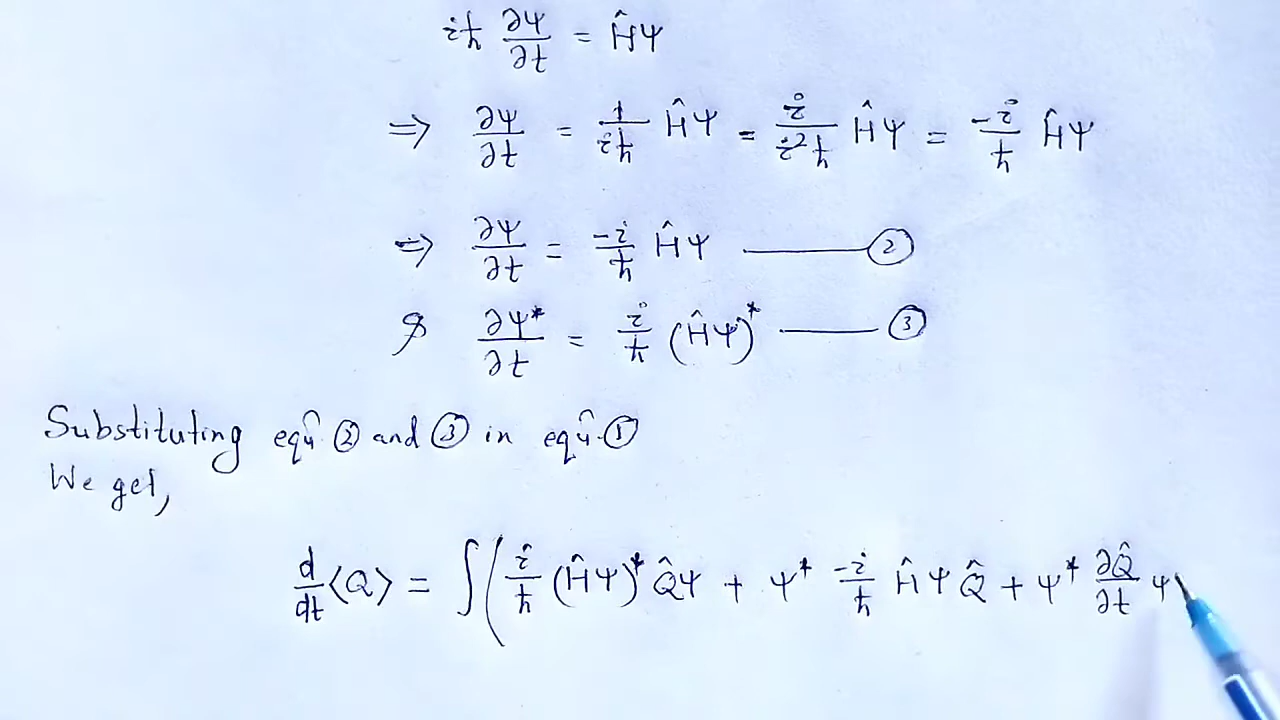 iħ ∂ψ/∂t = Ĥψ
⇒ ∂ψ/∂t = 1/iħ Ĥψ = i/i²ħ Ĥψ = -i/ħ Ĥψ
⇒ ∂ψ/∂t = -i/ħ Ĥψ —— ②
& ∂ψ*/∂t = i/ħ (Ĥψ)* —— ③
Substituting eqn̂ ② and ③ in eqn̂. ①
We get,
d/dt ⟨Q⟩ = ∫( i/ħ (Ĥψ)* Q̂ψ + ψ* -i/ħ Ĥψ Q̂ + ψ* ∂Q̂/∂t ψ